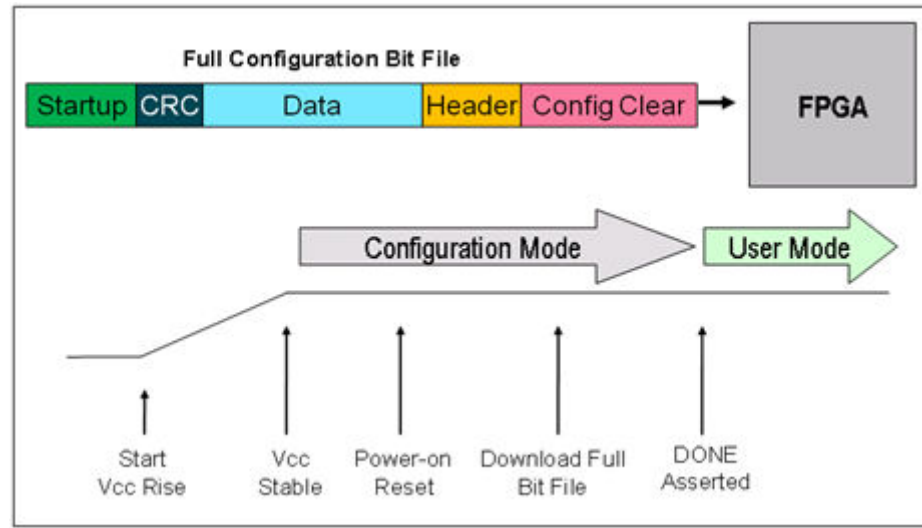 Full Configuration Bit File
Startup CRC Data Header Config Clear
FPGA
Configuration Mode
User Mode
Start
Vcc Rise
Vcc
Stable
Power-on
Reset
Download Full
Bit File
DONE
Asserted